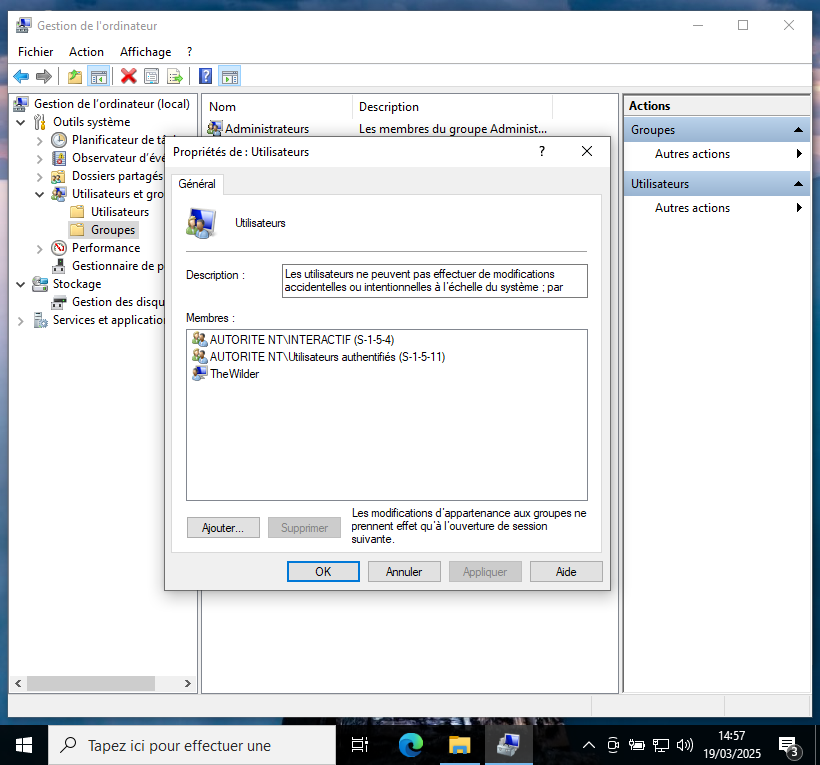 Gestion de l'ordinateur
Fichier Action Affichage ?
Gestion de l'ordinateur (local)
Outils système
Planificateur de tâ
Observateur d'évé
Dossiers partagés
Utilisateurs et gro
Utilisateurs
Groupes
Performance
Gestionnaire de p
Stockage
Gestion des disqu
Services et application
Nom Description
Administrateurs Les membres du groupe Administ...
Propriétés de : Utilisateurs ?
Général
Utilisateurs
Description :
Les utilisateurs ne peuvent pas effectuer de modifications
accidentelles ou intentionnelles à l'échelle du système ; par
Membres :
AUTORITE NT\INTERACTIF (S-1-5-4)
AUTORITE NT\Utilisateurs authentifiés (S-1-5-11)
TheWilder
Ajouter...
Supprimer
Les modifications d'appartenance aux groupes ne
prennent effet qu'à l'ouverture de session
suivante.
OK Annuler Appliquer Aide
Actions
Groupes
Autres actions
Utilisateurs
Autres actions
Tapez ici pour effectuer une
14:57
19/03/2025
3